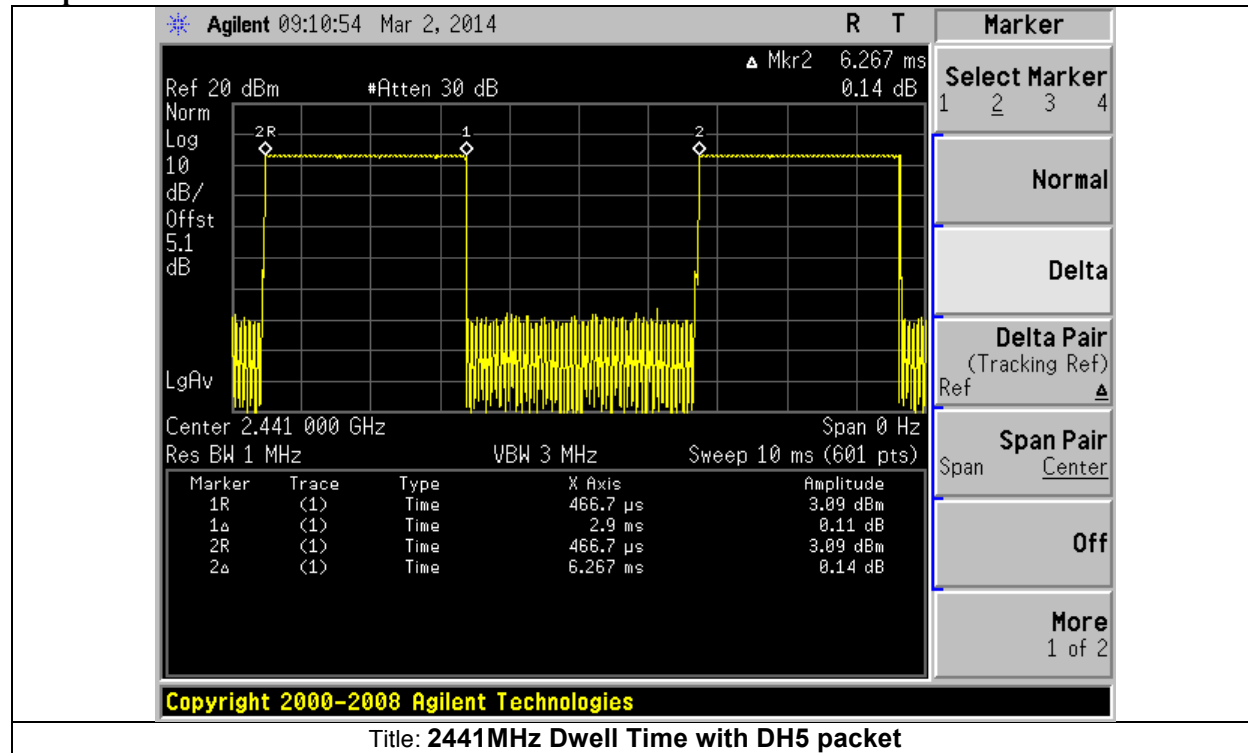 Agilent 09:10:54 Mar 2, 2014 R T
Δ Mkr2 6.267 ms
Ref 20 dBm #Atten 30 dB 0.14 dB
Norm
Log
10
dB/
Offst
5.1
dB
LgAv
2R 1 2
Center 2.441 000 GHz Span 0 Hz
Res BW 1 MHz VBW 3 MHz Sweep 10 ms (601 pts)
Marker Trace Type X Axis Amplitude
1R (1) Time 466.7 µs 3.09 dBm
1Δ (1) Time 2.9 ms 0.11 dB
2R (1) Time 466.7 µs 3.09 dBm
2Δ (1) Time 6.267 ms 0.14 dB
Marker
Select Marker
1 2 3 4
Normal
Delta
Delta Pair
(Tracking Ref)
Ref Δ
Span Pair
Span Center
Off
More
1 of 2
Copyright 2000-2008 Agilent Technologies
Title: 2441MHz Dwell Time with DH5 packet